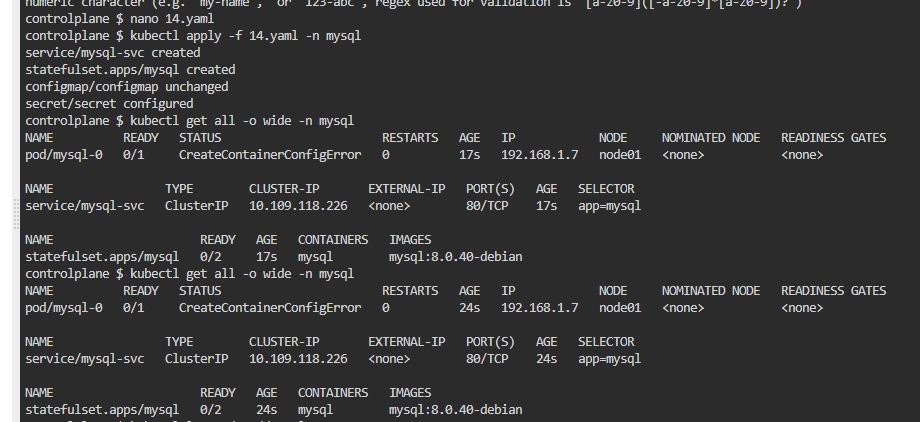 numeric character (e.g. 'my-name', or '123-abc', regex used for validation is '[a-z0-9]([-a-z0-9]*[a-z0-9])?')
controlplane $ nano 14.yaml
controlplane $ kubectl apply -f 14.yaml -n mysql
service/mysql-svc created
statefulset.apps/mysql created
configmap/configmap unchanged
secret/secret configured
controlplane $ kubectl get all -o wide -n mysql
NAME READY STATUS RESTARTS AGE IP NODE NOMINATED NODE READINESS GATES
pod/mysql-0 0/1 CreateContainerConfigError 0 17s 192.168.1.7 node01 <none> <none>
NAME TYPE CLUSTER-IP EXTERNAL-IP PORT(S) AGE SELECTOR
service/mysql-svc ClusterIP 10.109.118.226 <none> 80/TCP 17s app=mysql
NAME READY AGE CONTAINERS IMAGES
statefulset.apps/mysql 0/2 17s mysql mysql:8.0.40-debian
controlplane $ kubectl get all -o wide -n mysql
NAME READY STATUS RESTARTS AGE IP NODE NOMINATED NODE READINESS GATES
pod/mysql-0 0/1 CreateContainerConfigError 0 24s 192.168.1.7 node01 <none> <none>
NAME TYPE CLUSTER-IP EXTERNAL-IP PORT(S) AGE SELECTOR
service/mysql-svc ClusterIP 10.109.118.226 <none> 80/TCP 24s app=mysql
NAME READY AGE CONTAINERS IMAGES
statefulset.apps/mysql 0/2 24s mysql mysql:8.0.40-debian